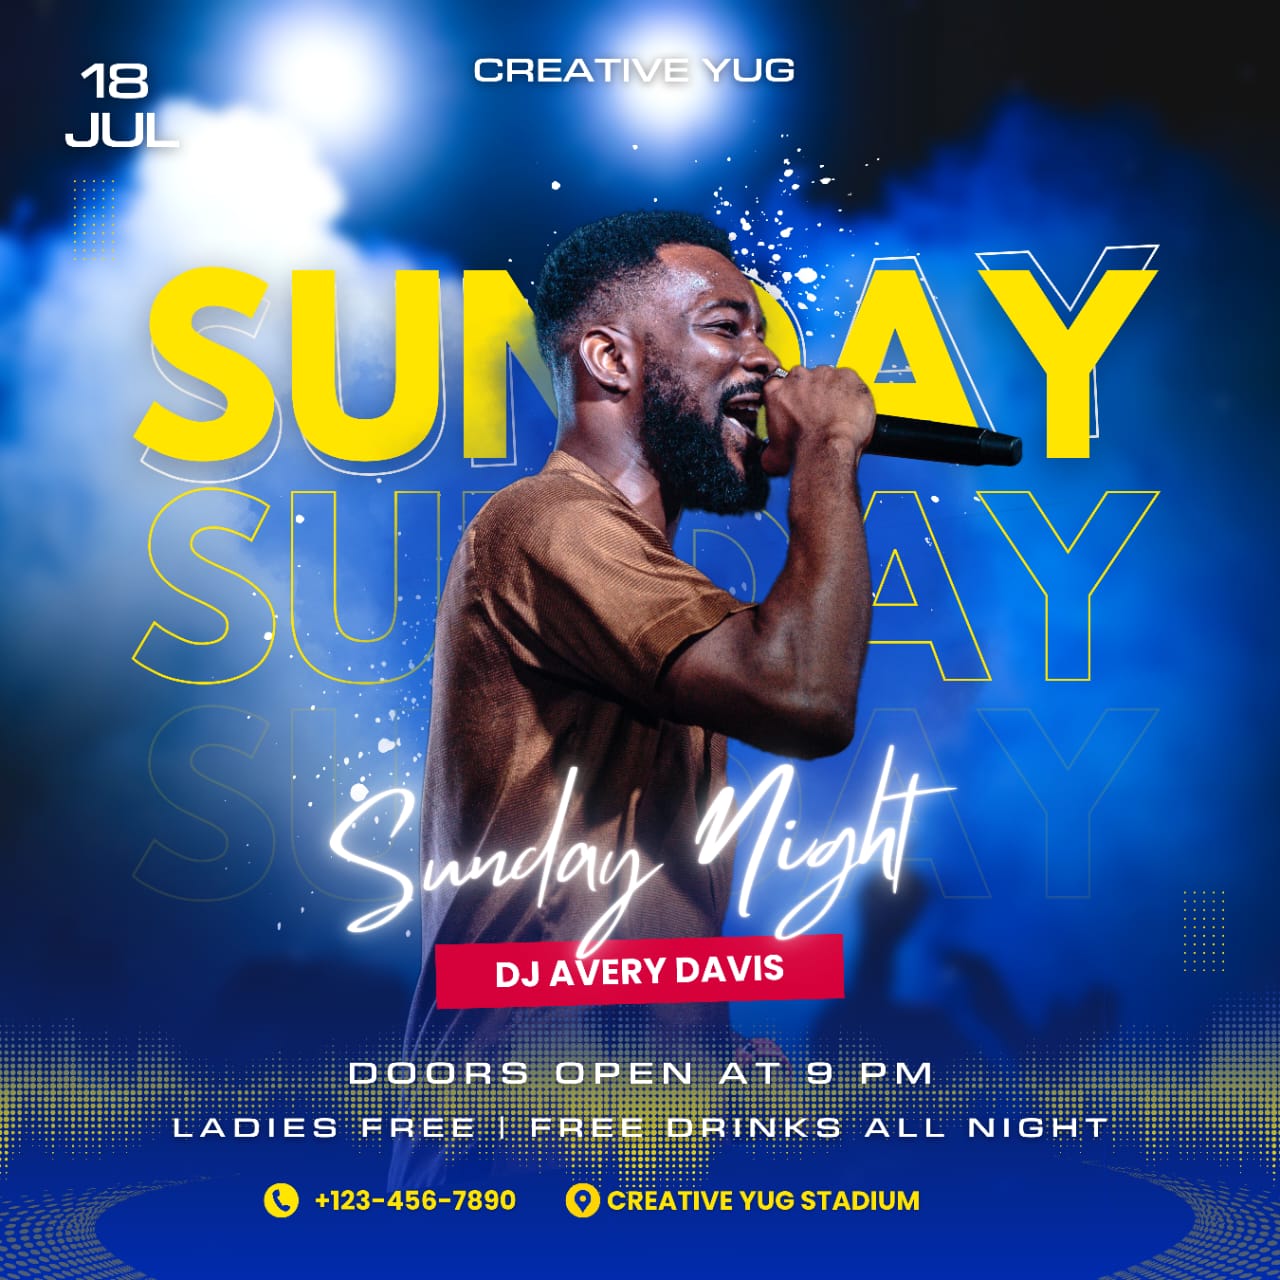 18
JUL
CREATIVE YUG
SUNDAY
SUNDAY
SUNDAY
Sunday Night
DJ AVERY DAVIS
DOORS OPEN AT 9 PM
LADIES FREE | FREE DRINKS ALL NIGHT
+123-456-7890
CREATIVE YUG STADIUM